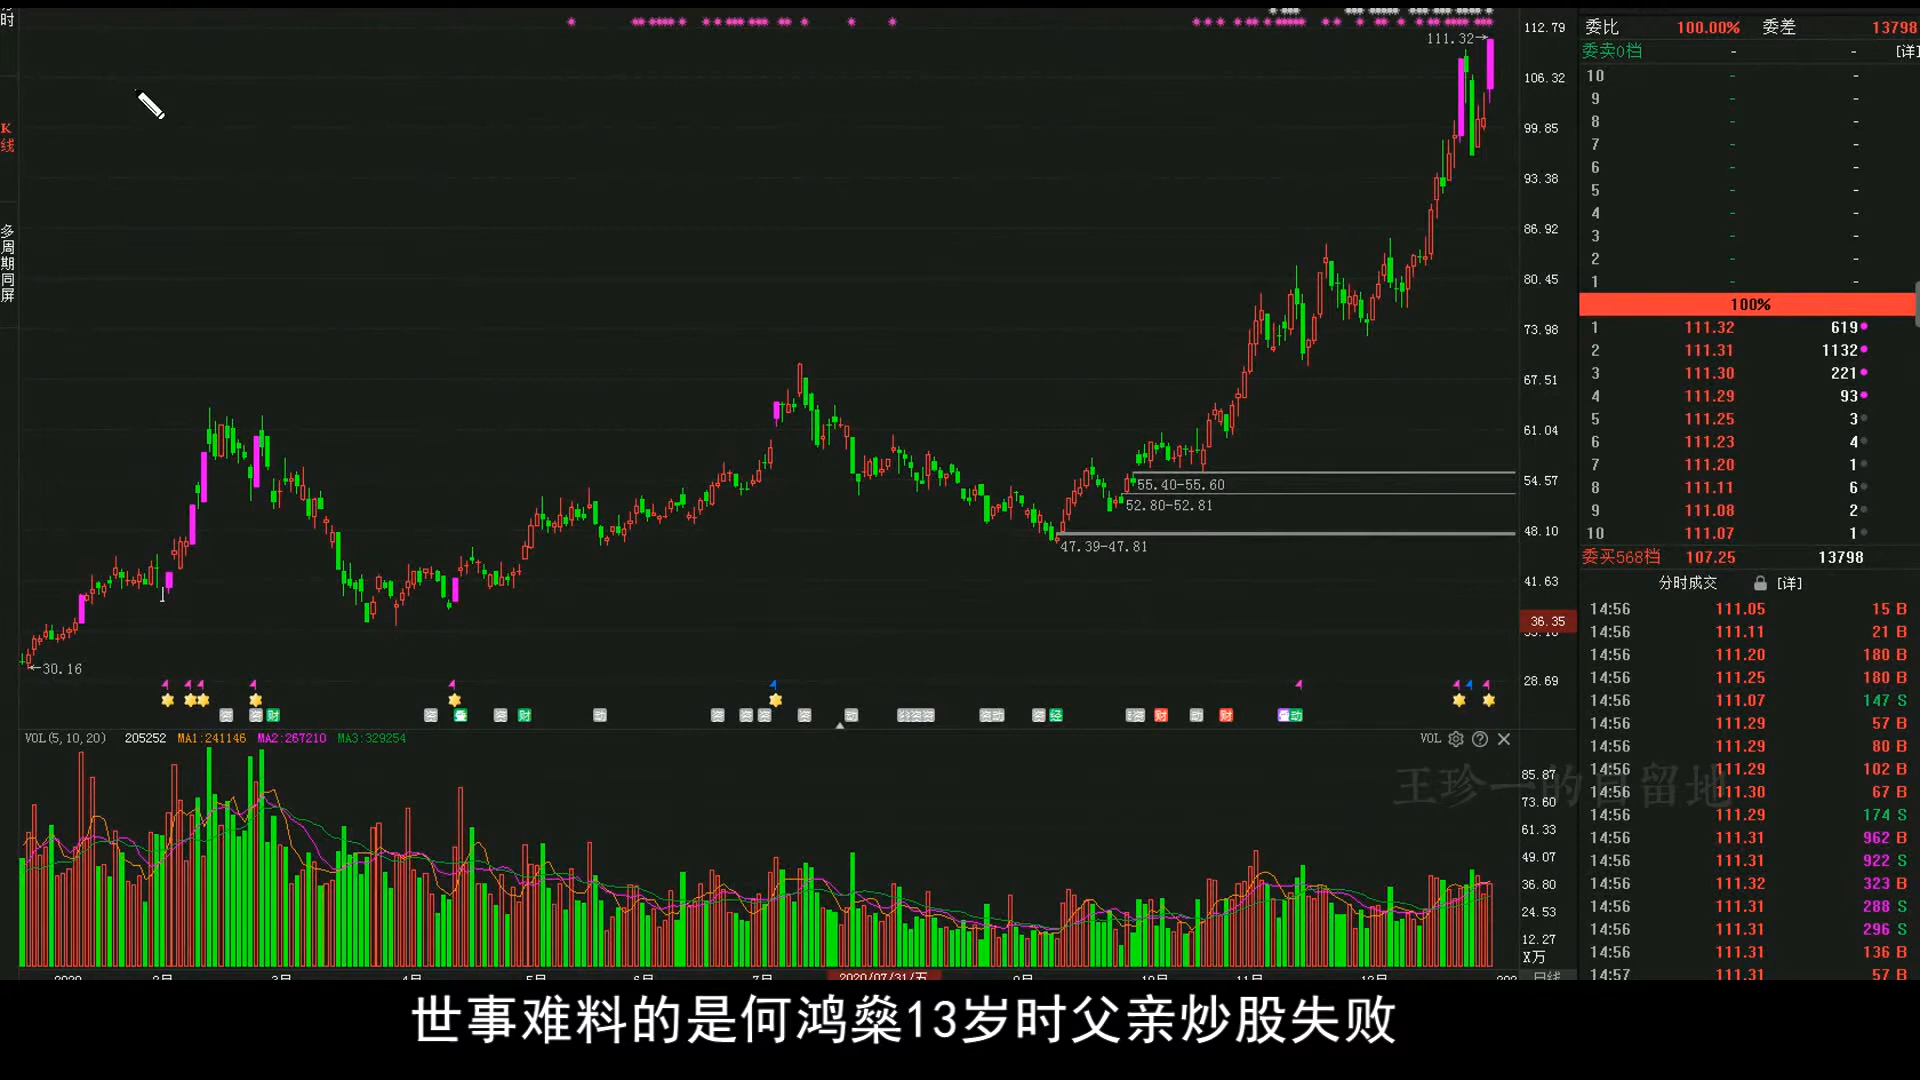 时
K
线
多
周
期
同
屏
111.32→
←30.16
55.40-55.60
52.80-52.81
47.39-47.81
112.79
106.32
99.85
93.38
86.92
80.45
73.98
67.51
61.04
54.57
48.10
41.63
36.35
28.69
VOL(5,10,20) 205252 MA1:241146 MA2:267210 MA3:329254
VOL
85.87
73.60
61.33
49.07
36.80
24.53
12.27
X万
2020/07/31/五
日线
委比 100.00% 委差 13798
委卖0档 - - [详]
10 - -
9 - -
8 - -
7 - -
6 - -
5 - -
4 - -
3 - -
2 - -
1 - -
100%
1 111.32 619
2 111.31 1132
3 111.30 221
4 111.29 93
5 111.25 3
6 111.23 4
7 111.20 1
8 111.11 6
9 111.08 2
10 111.07 1
委买568档 107.25 13798
分时成交 [详]
14:56 111.05 15 B
14:56 111.11 21 B
14:56 111.20 180 B
14:56 111.25 180 B
14:56 111.07 147 S
14:56 111.29 57 B
14:56 111.29 80 B
14:56 111.29 102 B
14:56 111.30 67 B
14:56 111.29 174 S
14:56 111.31 962 B
14:56 111.31 922 S
14:56 111.32 323 B
14:56 111.31 288 S
14:56 111.31 296 S
14:56 111.31 136 B
14:57 111.31 57 B
王珍一的自留地
世事难料的是何鸿燊13岁时父亲炒股失败